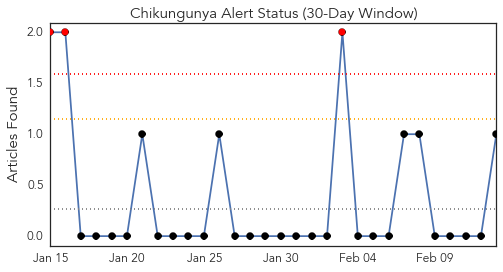 Chikungunya Alert Status (30-Day Window)
Articles Found
2.0
1.5
1.0
0.5
0.0
Jan 15
Jan 20
Jan 25
Jan 30
Feb 04
Feb 09